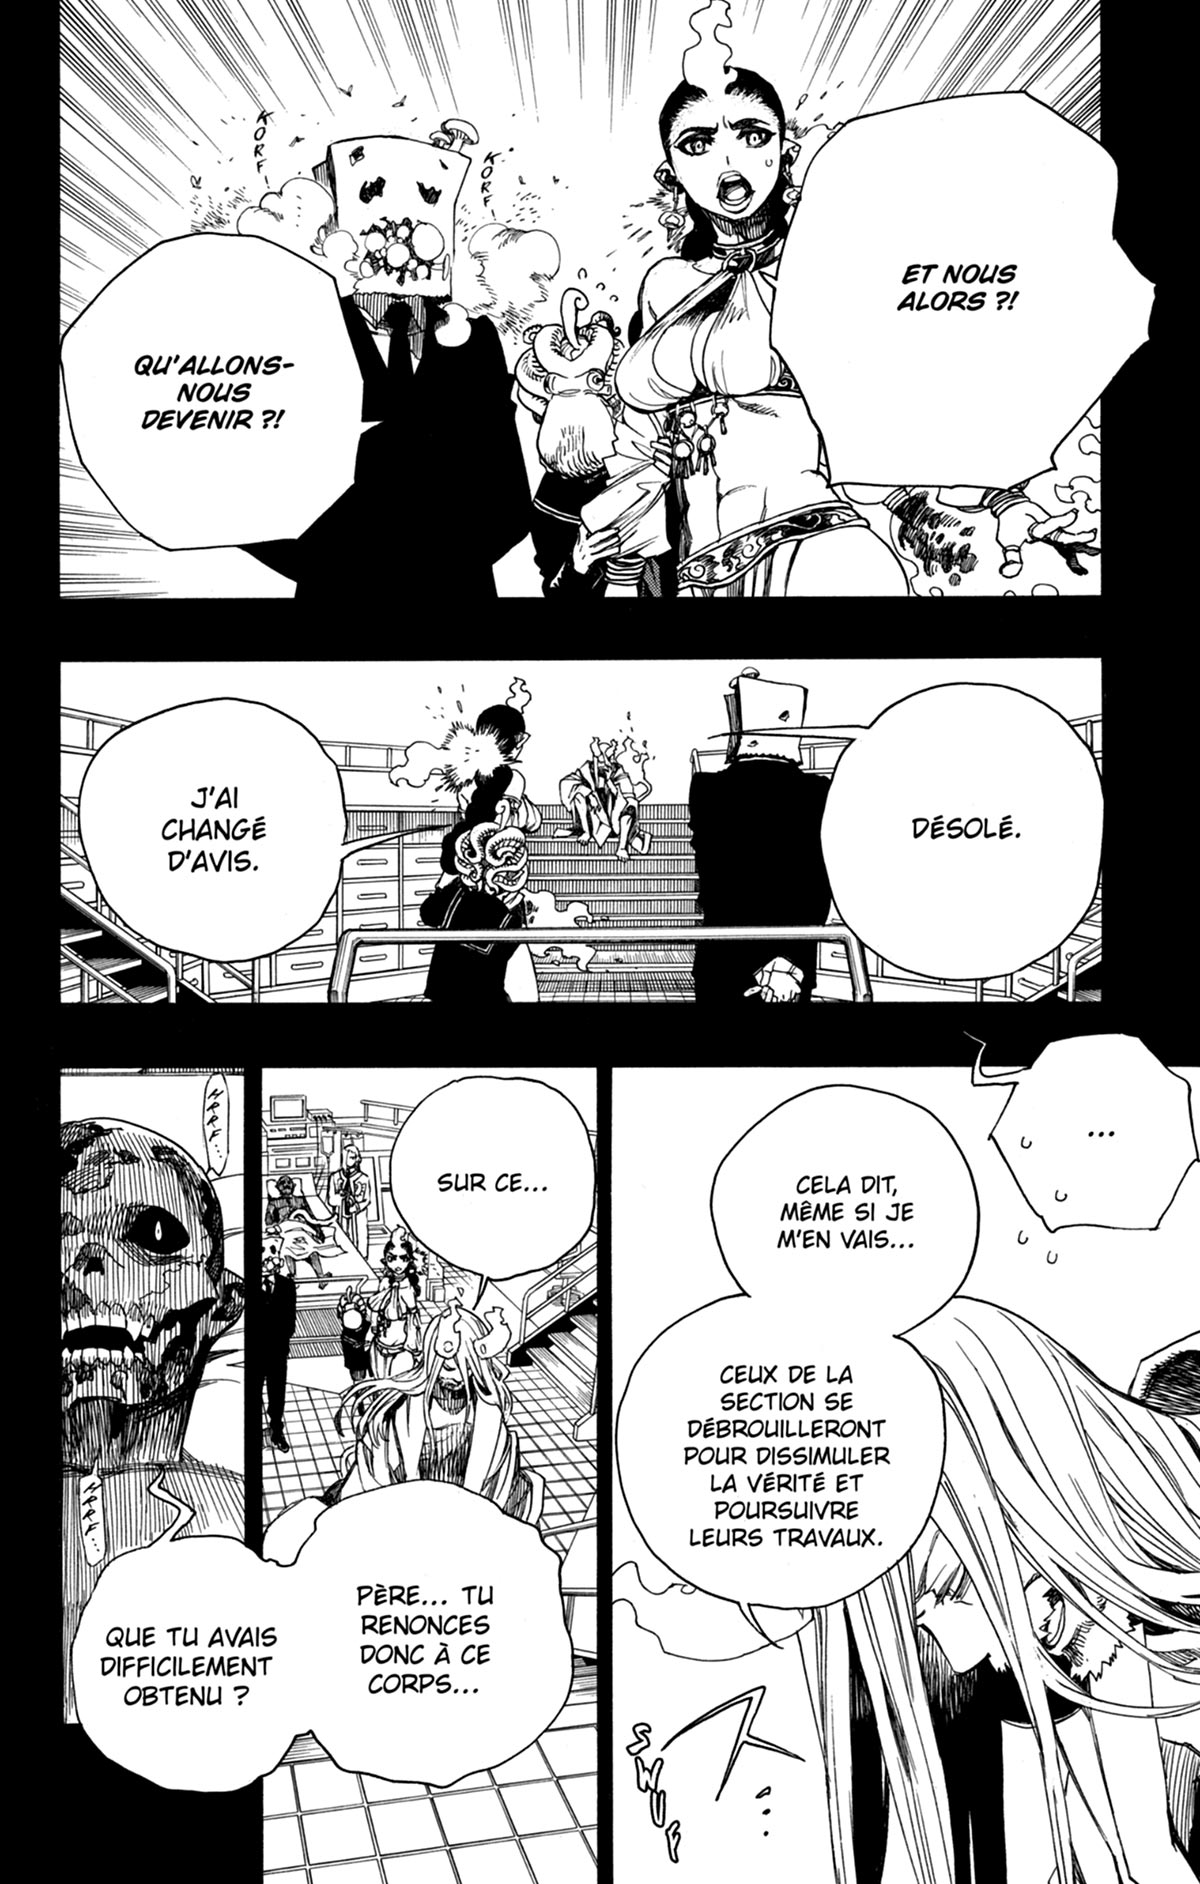 ET NOUS
ALORS ?!
KORF
KORF
QU'ALLONS-
NOUS
DEVENIR ?!
DÉSOLÉ.
J'AI
CHANGÉ
D'AVIS.
...
CELA DIT,
MÊME SI JE
M'EN VAIS...
CEUX DE LA
SECTION SE
DÉBROUILLERONT
POUR DISSIMULER
LA VÉRITÉ ET
POURSUIVRE
LEURS TRAVAUX.
SWUF
SUR CE...
PÈRE... TU
RENONCES
DONC À CE
CORPS...
HRRF...
HRRF...
QUE TU AVAIS
DIFFICILEMENT
OBTENU ?